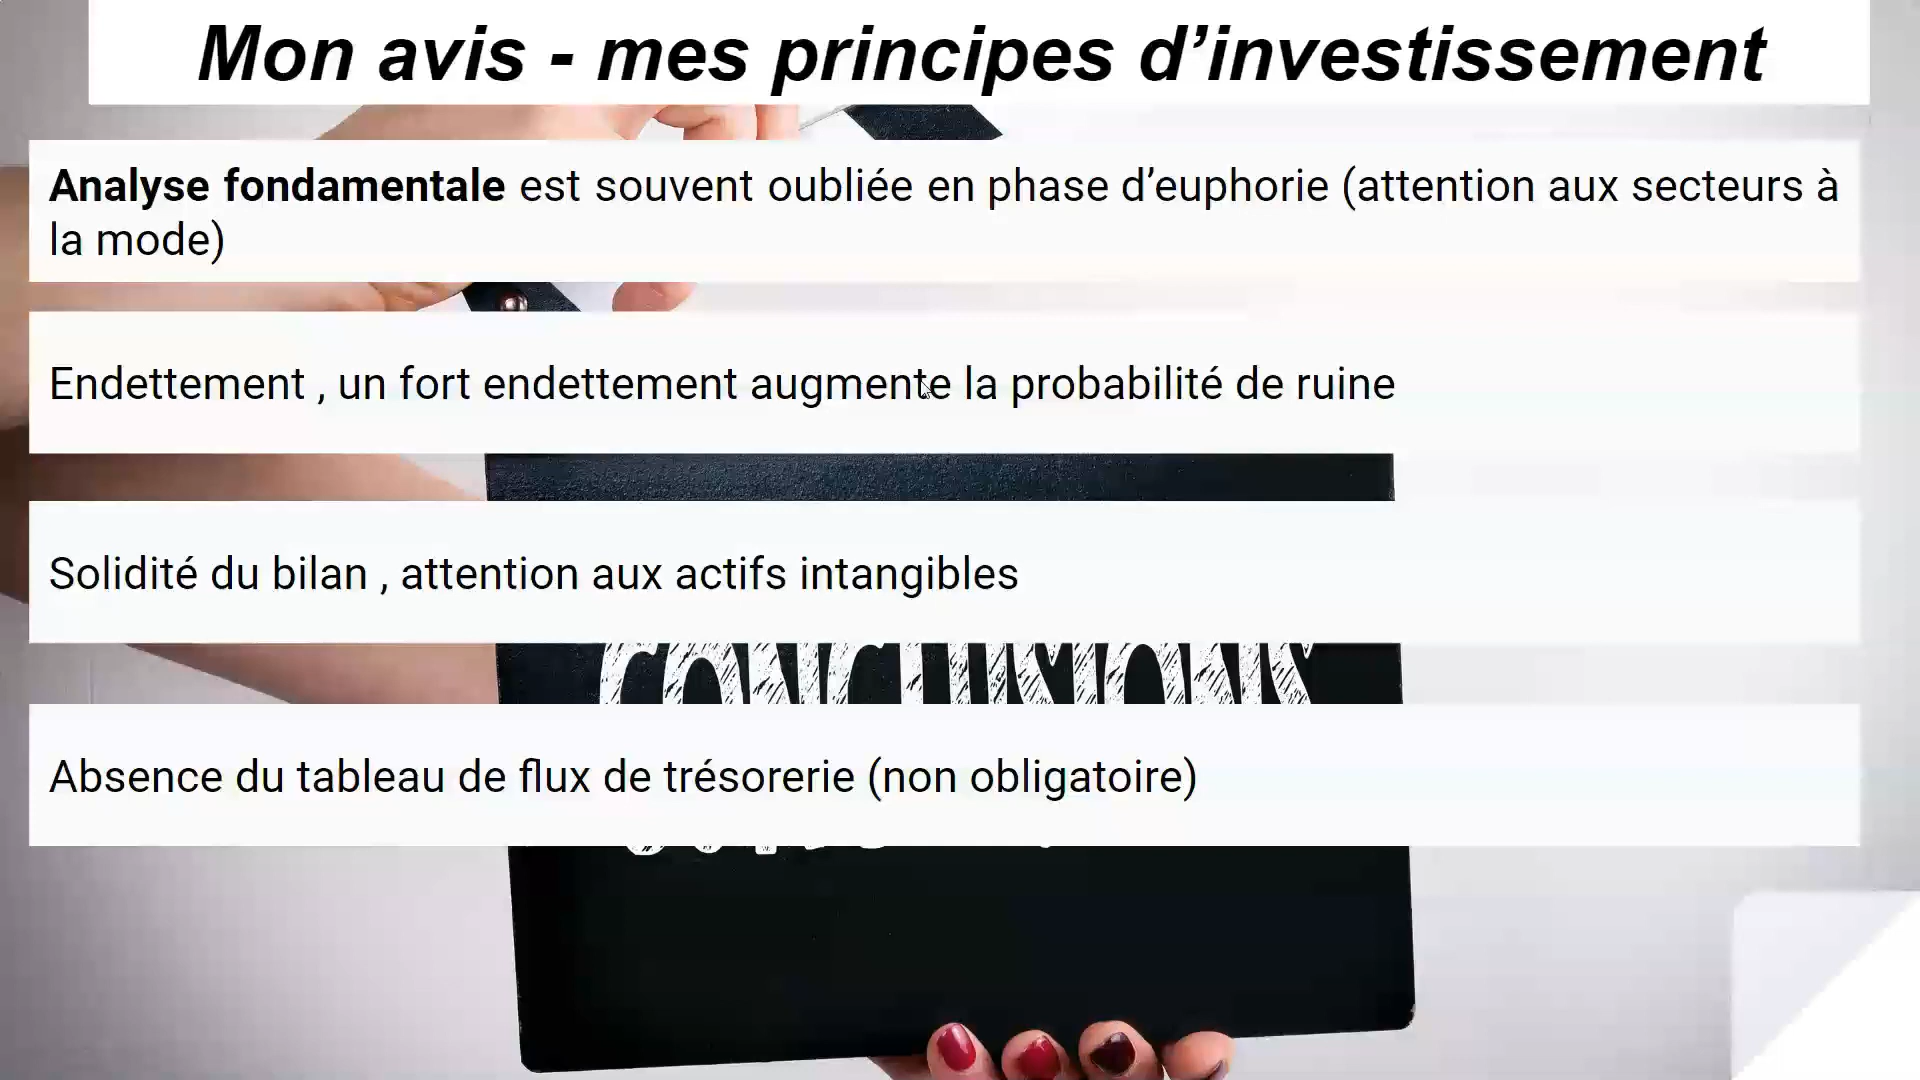 Mon avis - mes principes d’investissement
Analyse fondamentale est souvent oubliée en phase d’euphorie (attention aux secteurs à
la mode)
Endettement , un fort endettement augmente la probabilité de ruine
Solidité du bilan , attention aux actifs intangibles
CONCLUSIONS
Absence du tableau de flux de trésorerie (non obligatoire)